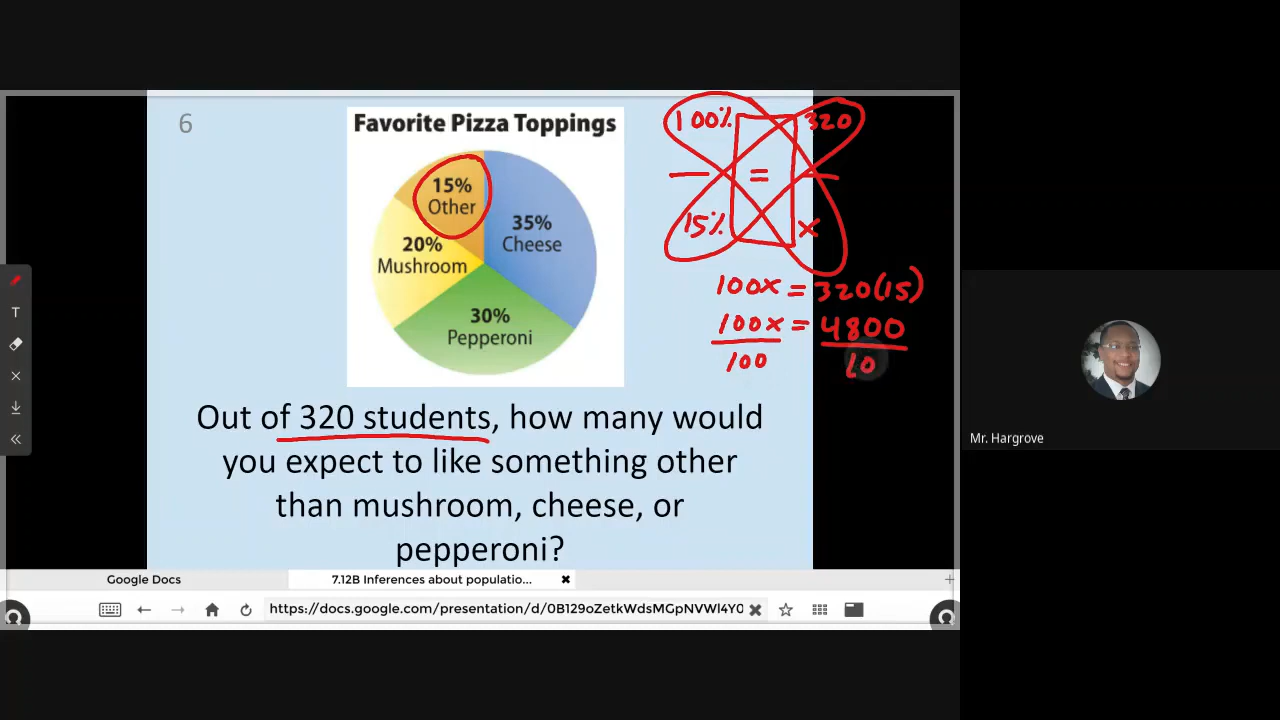 6
Favorite Pizza Toppings
15%
Other
35%
Cheese
20%
Mushroom
30%
Pepperoni
100% 320
=
15% x
100x = 320(15)
100x = 4800
100 10
Out of 320 students, how many would
you expect to like something other
than mushroom, cheese, or
pepperoni?
T
Mr. Hargrove
Google Docs 7.12B Inferences about populatio... ✖ +
https://docs.google.com/presentation/d/0B129oZetkWdsMGpNVWl4Y0